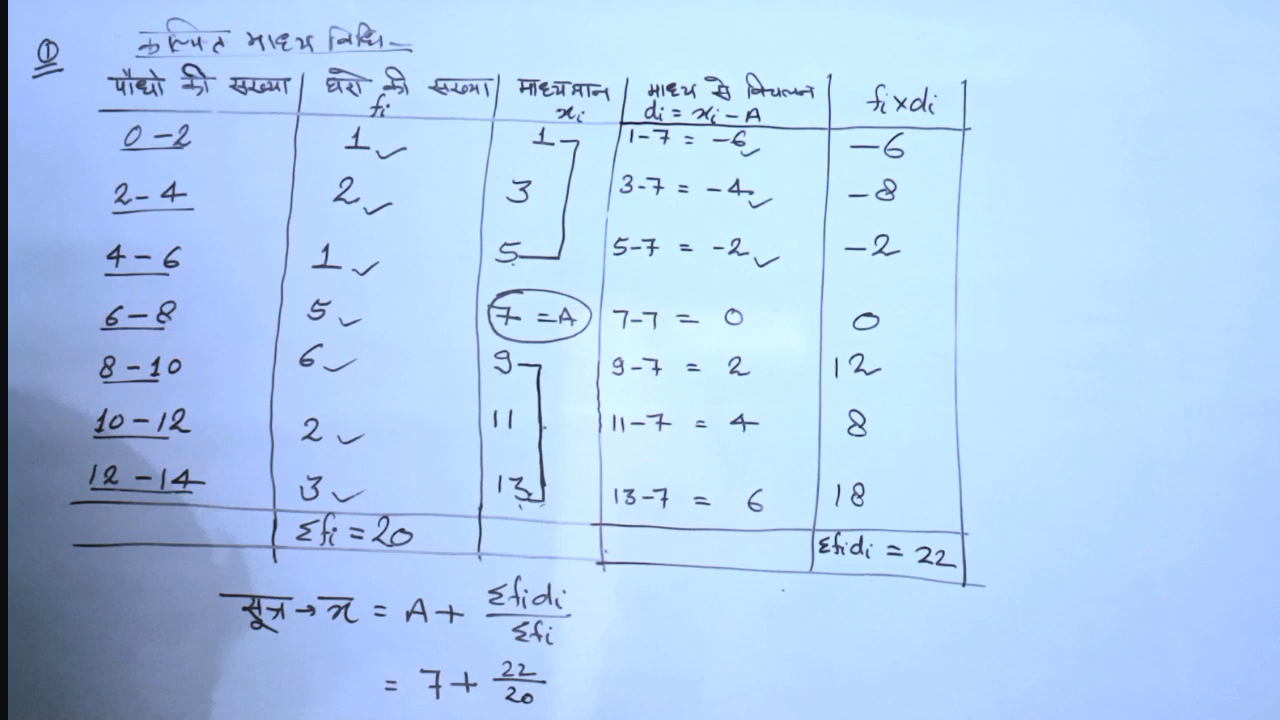 ① कल्पित माध्य विधि–
पौधो की सख्या | घरो की सख्या fi | माध्यमान xi | माध्य से विचलन di = xi – A | fi×di
0–2 | 1 | 1 | 1–7 = –6 | –6
2–4 | 2 | 3 | 3-7 = –4 | –8
4–6 | 1 | 5 | 5-7 = -2 | –2
6–8 | 5 | 7 = A | 7-7 = 0 | 0
8–10 | 6 | 9 | 9-7 = 2 | 12
10–12 | 2 | 11 | 11–7 = 4 | 8
12–14 | 3 | 13 | 13-7 = 6 | 18
Σfi = 20 | Σfidi = 22
सूत्र → x̅ = A + Σfidi / Σfi
= 7 + 22/20